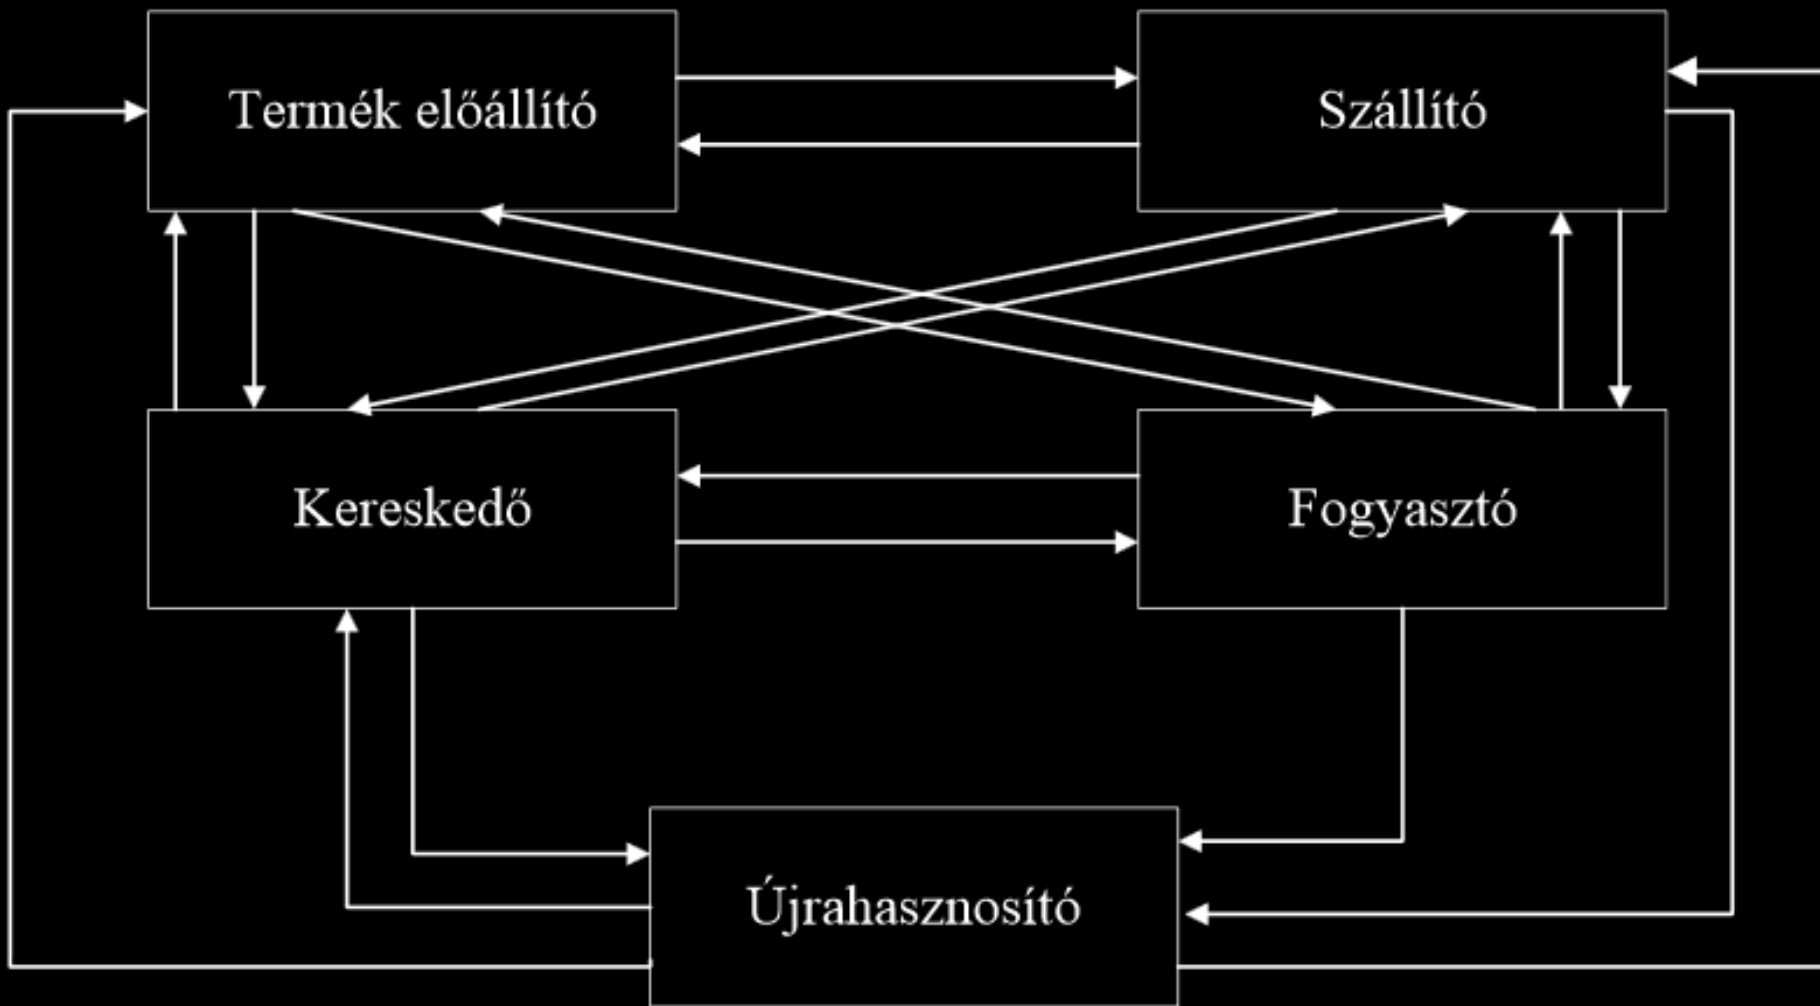 Termék előállító
Szállító
Kereskedő
Fogyasztó
Újrahasznosító